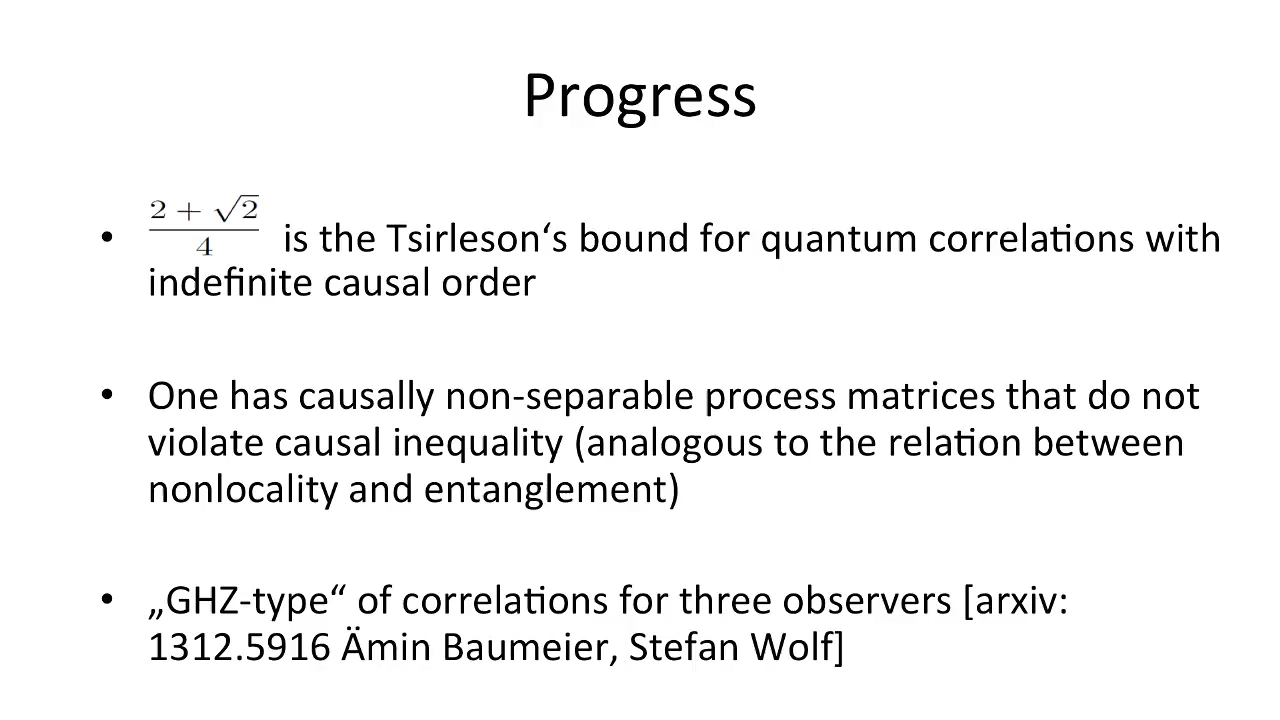 Progress
• (2 + √2)/4 is the Tsirleson‘s bound for quantum correlations with
indefinite causal order
• One has causally non-separable process matrices that do not
violate causal inequality (analogous to the relation between
nonlocality and entanglement)
• „GHZ-type“ of correlations for three observers [arxiv:
1312.5916 Ämin Baumeier, Stefan Wolf]